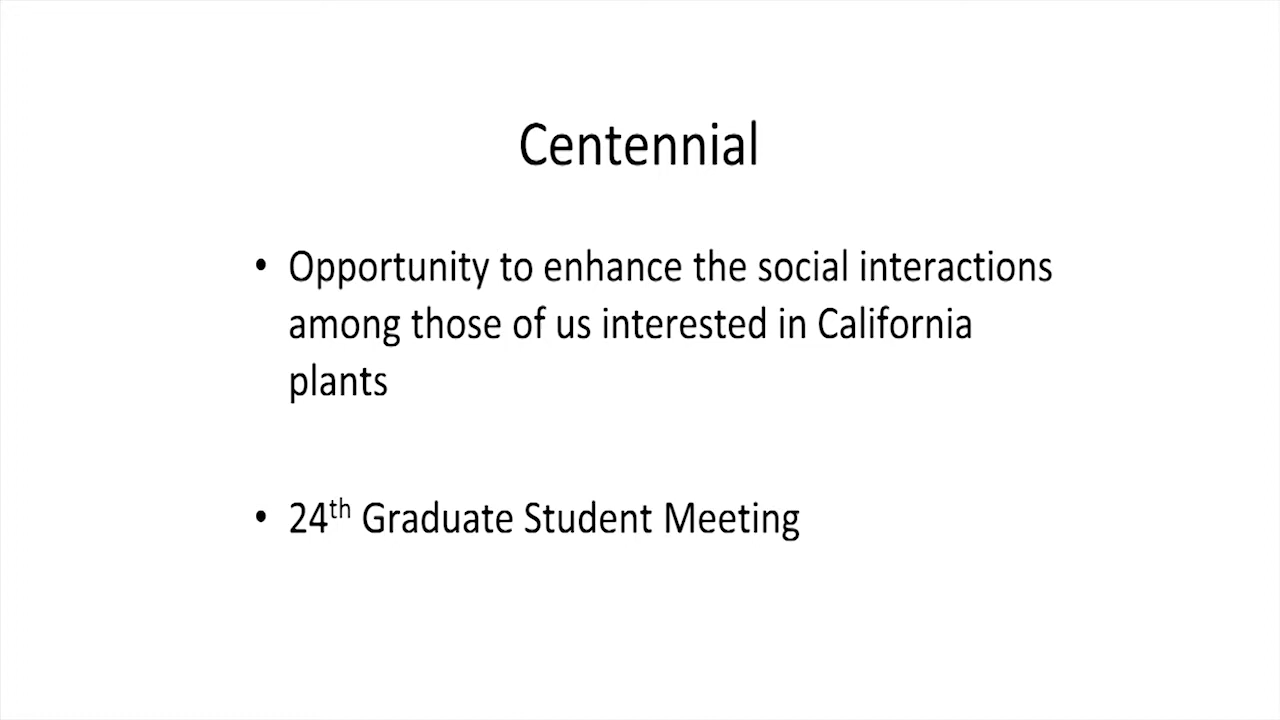 Centennial
• Opportunity to enhance the social interactions
among those of us interested in California
plants
• 24th Graduate Student Meeting